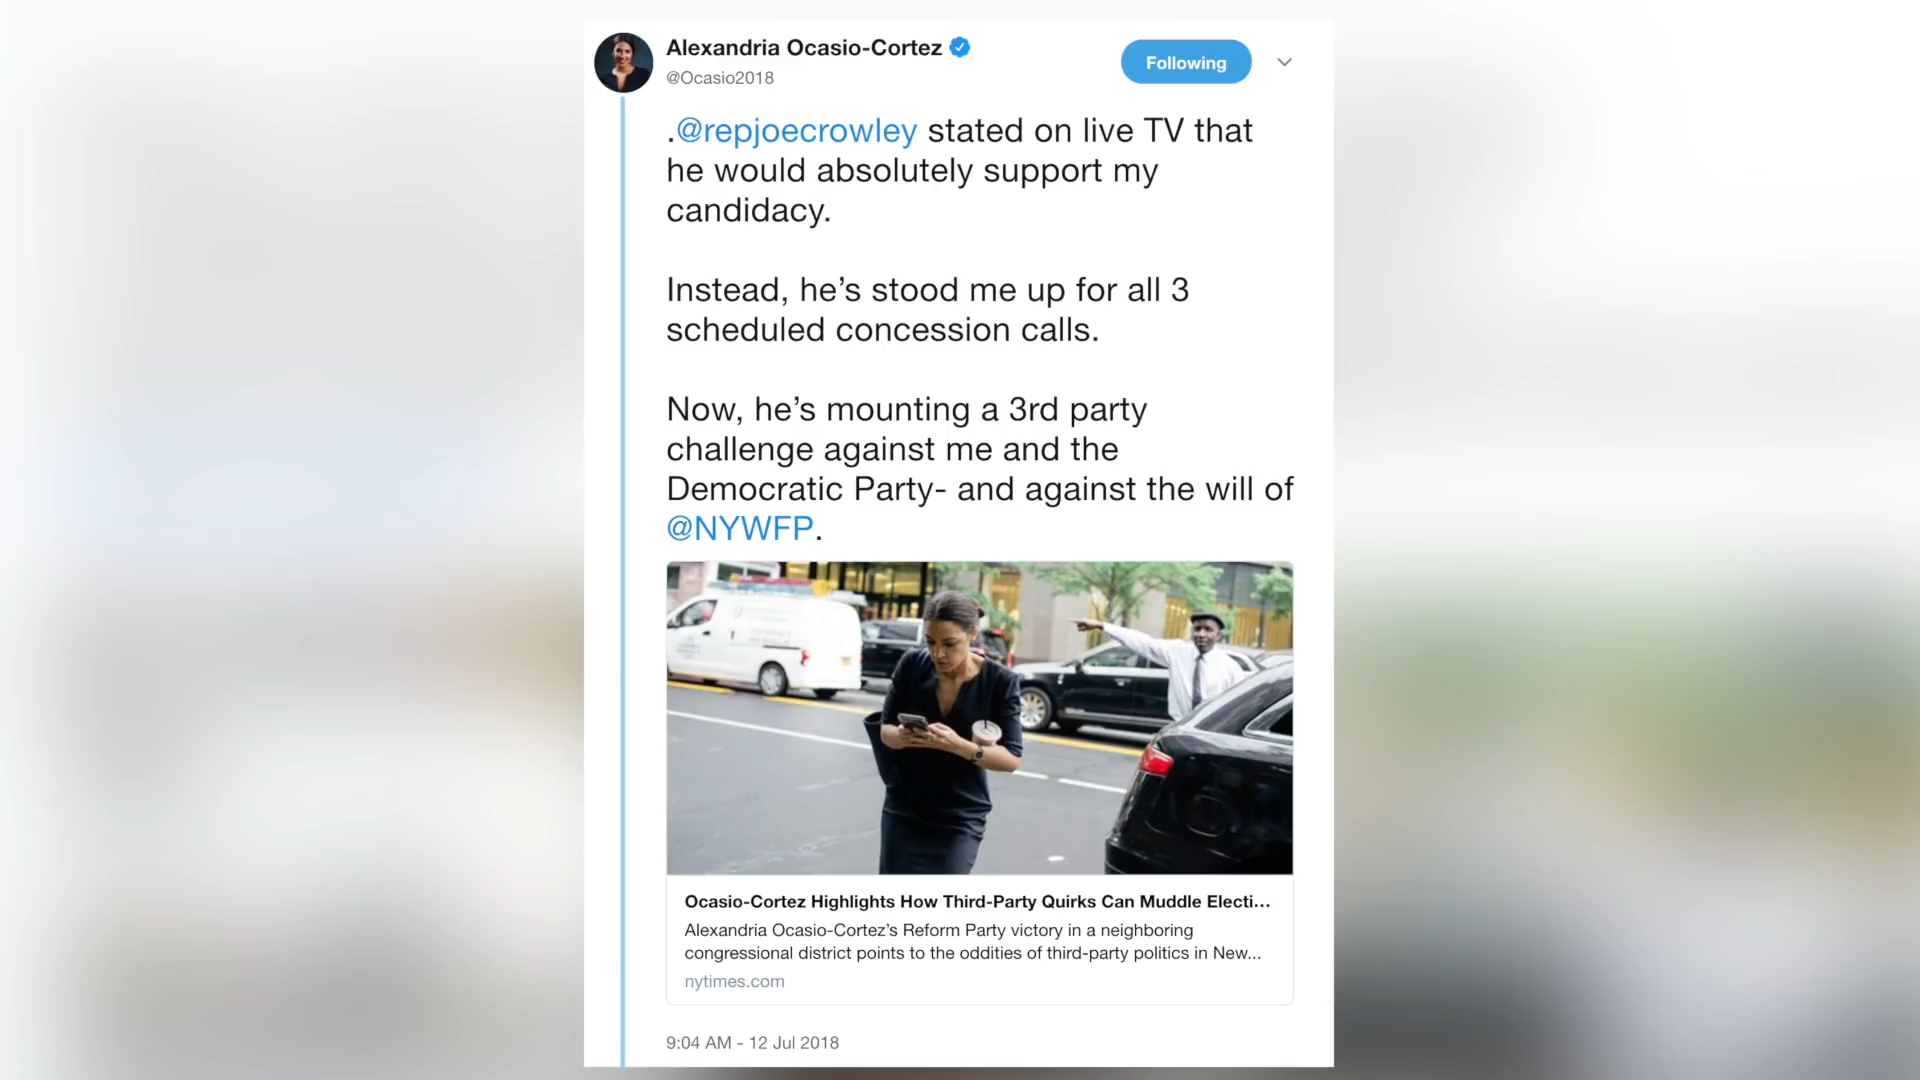 Alexandria Ocasio-Cortez
@Ocasio2018
Following
.@repjoecrowley stated on live TV that
he would absolutely support my
candidacy.
Instead, he's stood me up for all 3
scheduled concession calls.
Now, he's mounting a 3rd party
challenge against me and the
Democratic Party- and against the will of
@NYWFP.
Ocasio-Cortez Highlights How Third-Party Quirks Can Muddle Electi...
Alexandria Ocasio-Cortez's Reform Party victory in a neighboring
congressional district points to the oddities of third-party politics in New...
nytimes.com
9:04 AM - 12 Jul 2018